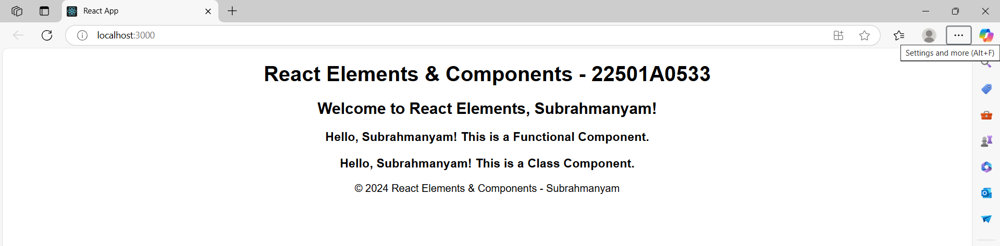 React App
localhost:3000
Settings and more (Alt+F)
React Elements & Components - 22501A0533
Welcome to React Elements, Subrahmanyam!
Hello, Subrahmanyam! This is a Functional Component.
Hello, Subrahmanyam! This is a Class Component.
© 2024 React Elements & Components - Subrahmanyam